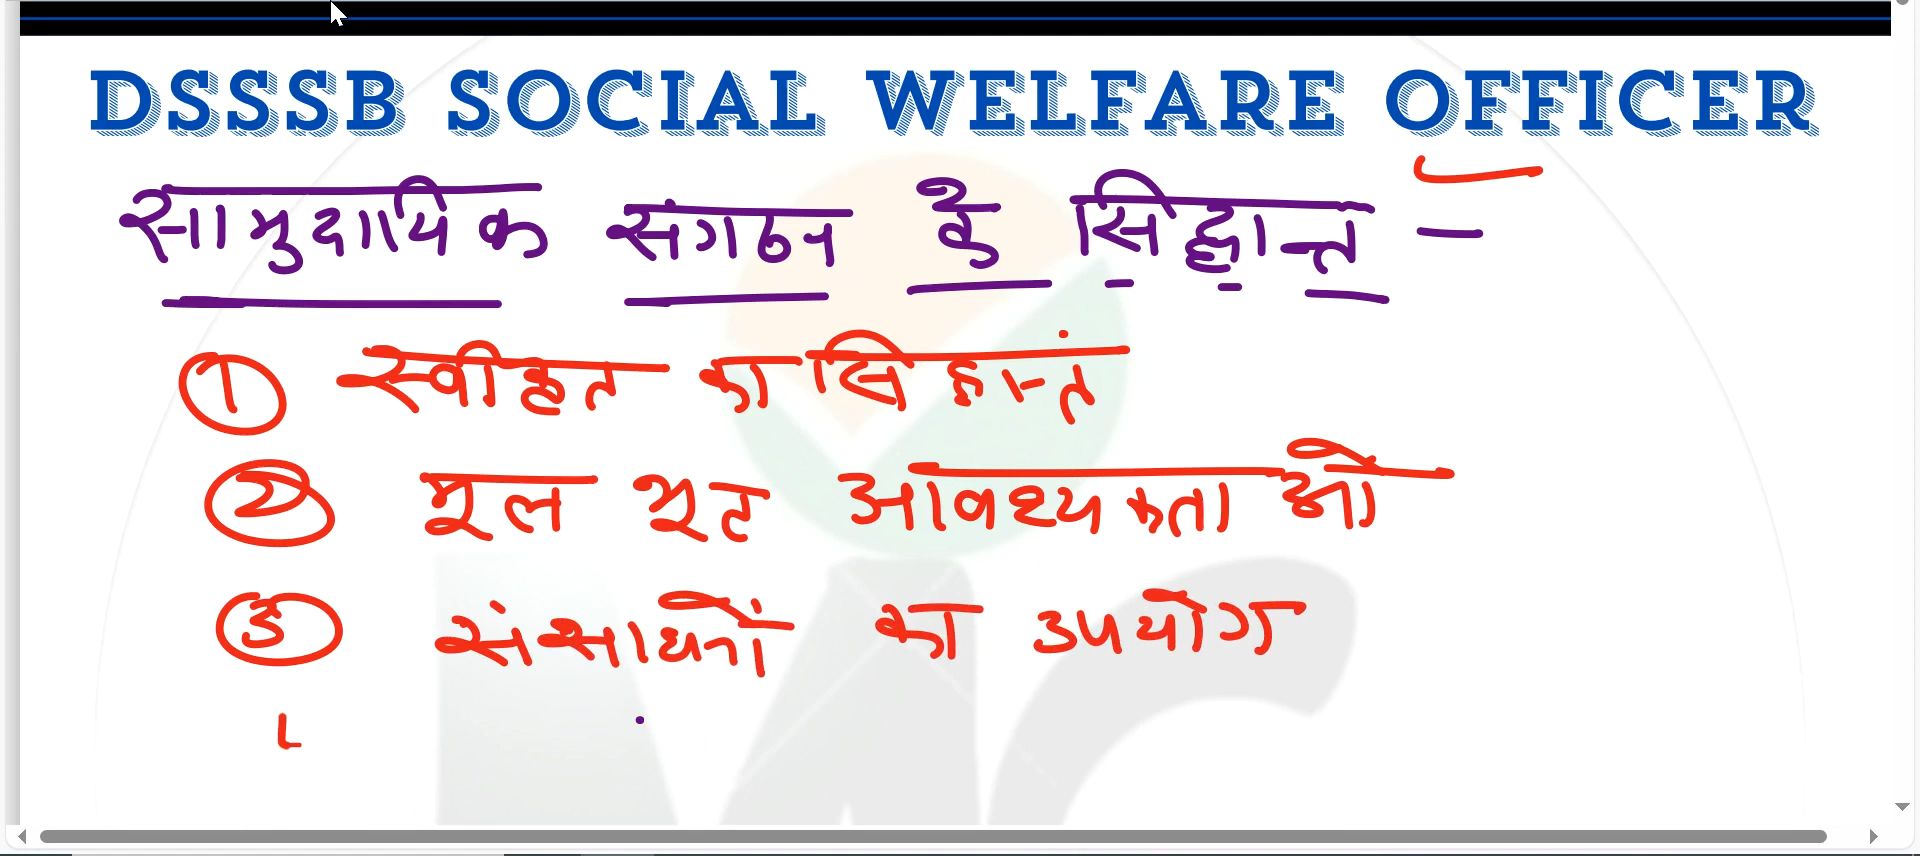 DSSSB SOCIAL WELFARE OFFICER
सामुदायिक संगठन के सिद्धान्त –
① स्वीकृत का सिद्धान्तं
② मूल भूट आवश्यकताओं
③ संसाधनों का उपयोग